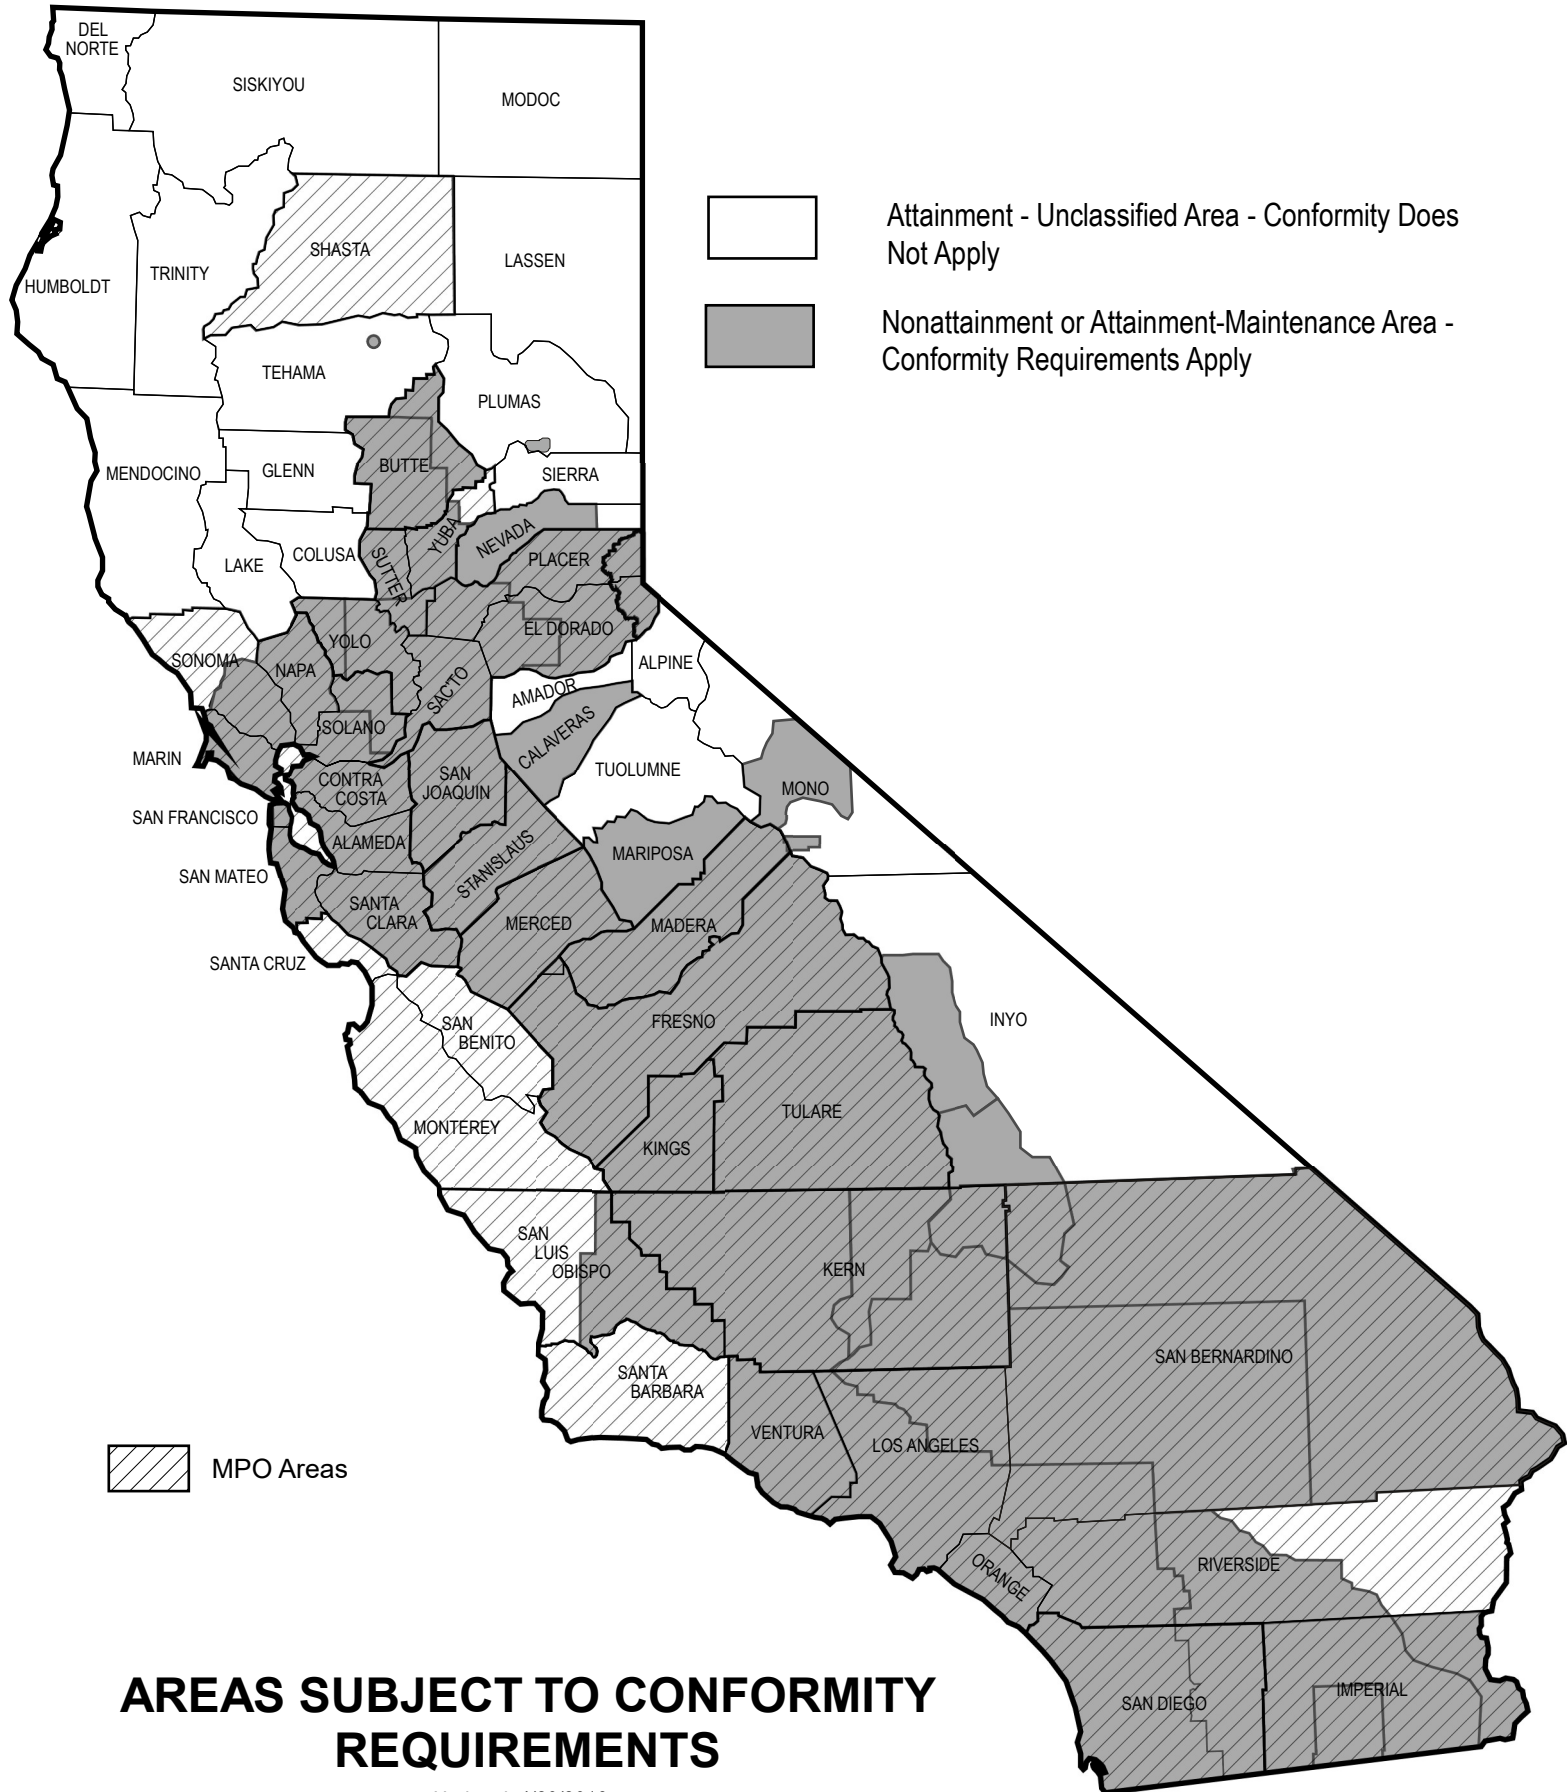 DEL
NORTE
SISKIYOU
MODOC
SHASTA
LASSEN
TRINITY
HUMBOLDT
Attainment - Unclassified Area - Conformity Does
Not Apply
Nonattainment or Attainment-Maintenance Area -
Conformity Requirements Apply
TEHAMA
PLUMAS
MENDOCINO
GLENN
BUTTE
SIERRA
COLUSA
LAKE
SUTTER
YUBA
NEVADA
PLACER
SONOMA
NAPA
YOLO
EL DORADO
ALPINE
SAC'TO
AMADOR
SOLANO
CALAVERAS
MARIN
CONTRA
COSTA
SAN
JOAQUIN
TUOLUMNE
MONO
SAN FRANCISCO
ALAMEDA
STANISLAUS
MARIPOSA
SAN MATEO
SANTA
CLARA
MERCED
MADERA
SANTA CRUZ
SAN
BENITO
FRESNO
INYO
MONTEREY
KINGS
TULARE
SAN
LUIS
OBISPO
KERN
SANTA
BARBARA
SAN BERNARDINO
VENTURA
LOS ANGELES
MPO Areas
ORANGE
RIVERSIDE
SAN DIEGO
IMPERIAL
AREAS SUBJECT TO CONFORMITY
REQUIREMENTS